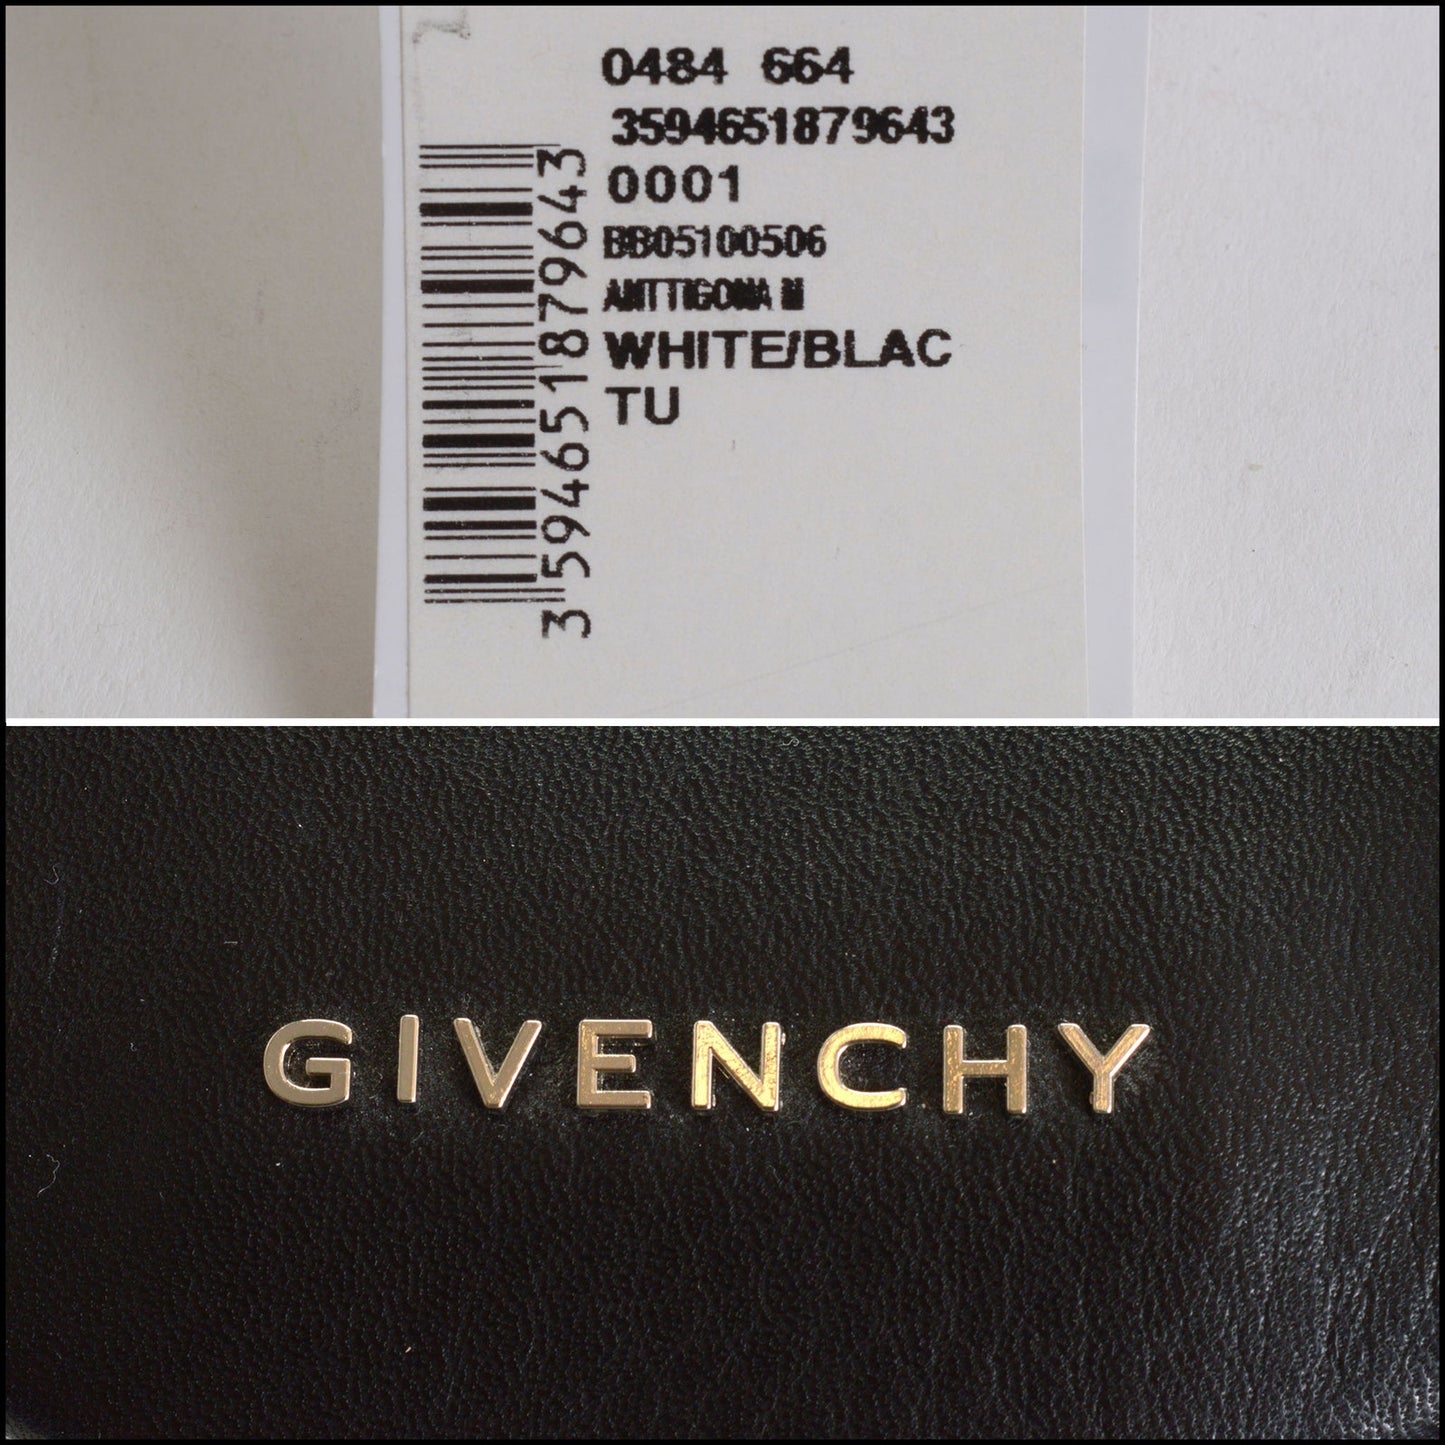 0484 664
3594651879643
0001
BB05100506
WHITE/BLAC
TU
3594651879643
GIVENCHY